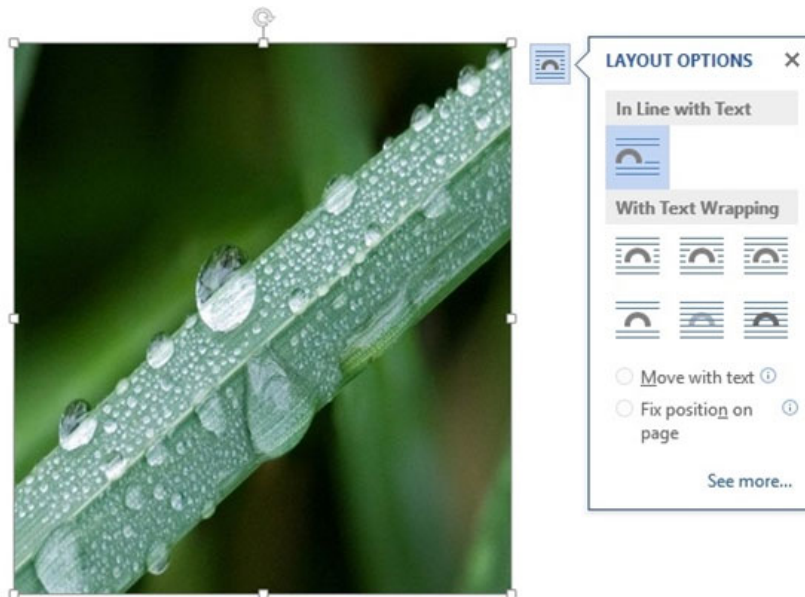 LAYOUT OPTIONS
In Line with Text
With Text Wrapping
Move with text
Fix position on
page
See more...